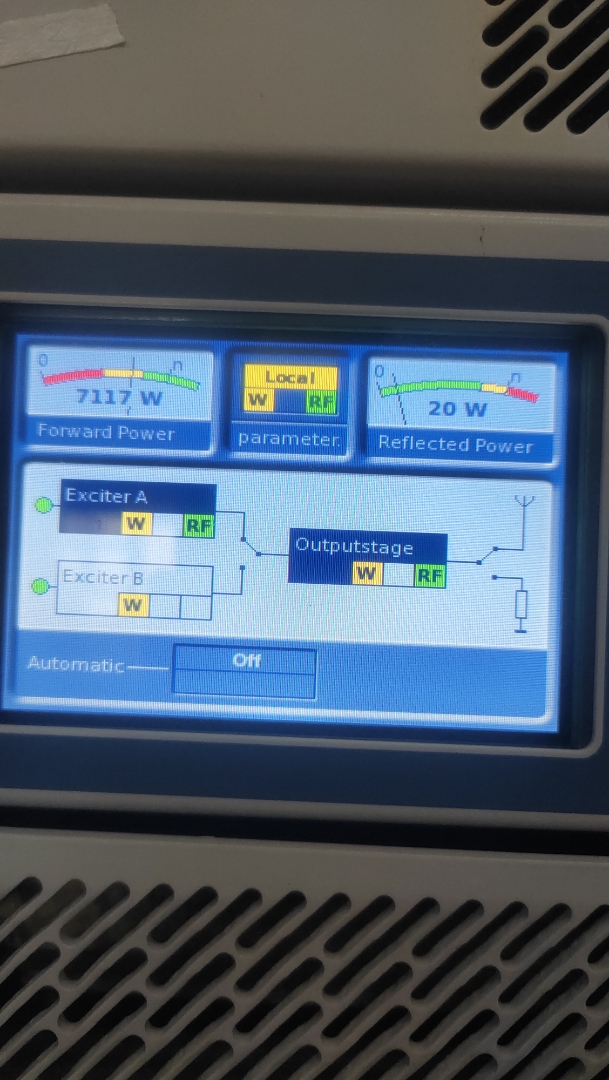 0 n
7117 W
Forward Power
Local
W RF
parameter.
0 n
20 W
Reflected Power
Exciter A
W RF
Exciter B
W
Outputstage
W RF
Automatic
Off